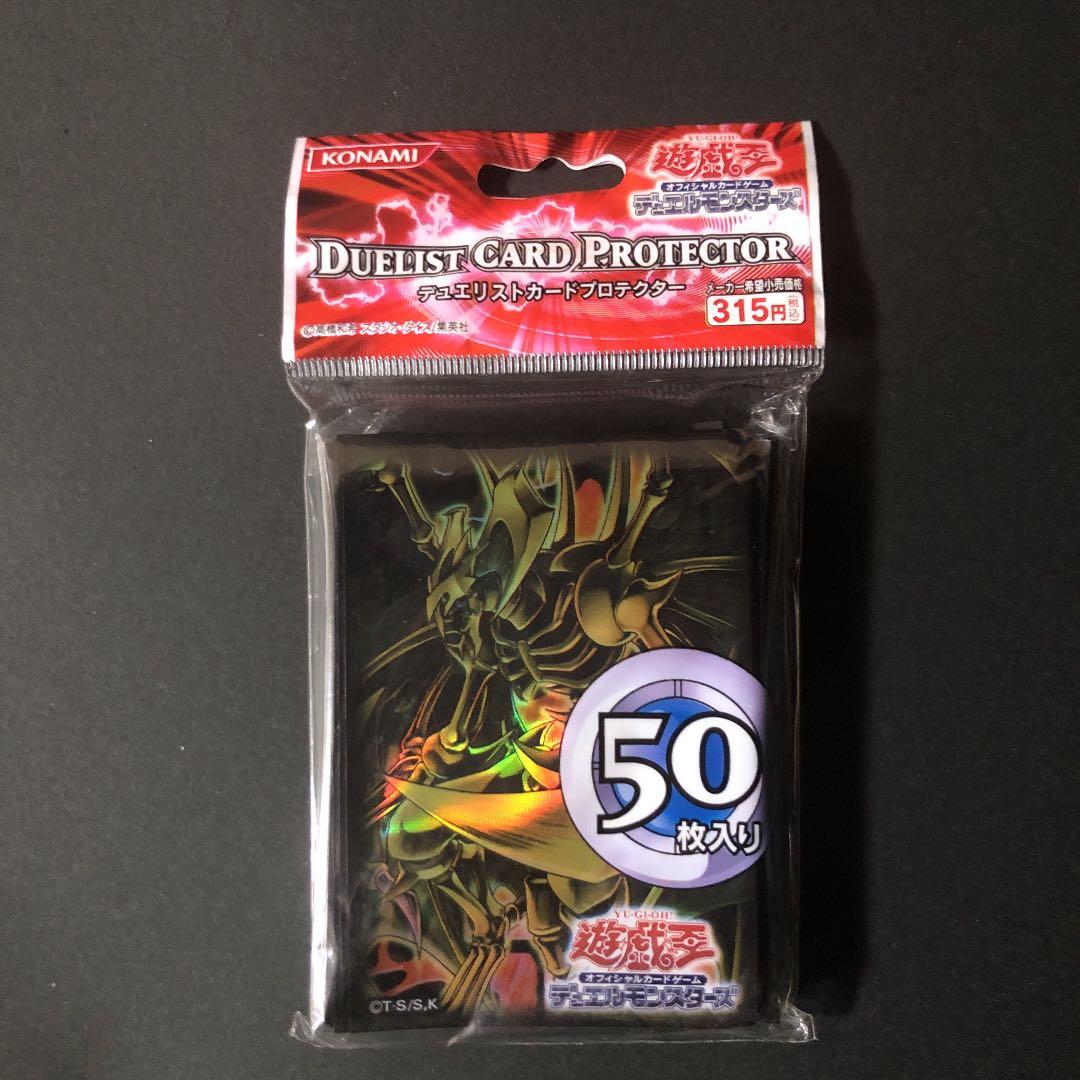 KONAMI
YU-GI-OH!
遊戯王
オフィシャルカードゲーム
デュエルモンスターズ
DUELIST CARD PROTECTOR
デュエリストカードプロテクター
メーカー希望小売価格
315円(税込)
©高橋和希 スタジオ・ダイス/集英社
50
枚入り
YU-GI-OH!
遊戯王
オフィシャルカードゲーム
デュエルモンスターズ
©T･S/S,K